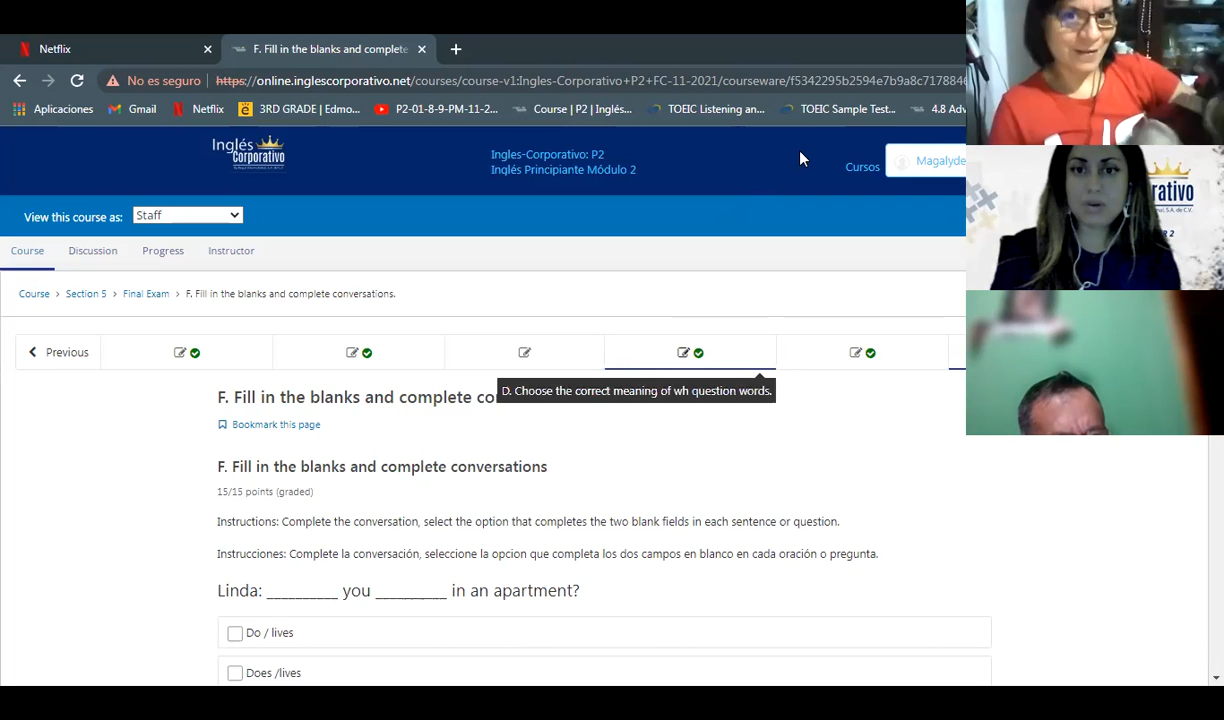 Netflix
F. Fill in the blanks and complete
No es seguro
https://online.inglescorporativo.net/courses/course-v1:Ingles-Corporativo+P2+FC-11-2021/courseware/f5342295b2594e7b9a8c7178846
Aplicaciones
Gmail
Netflix
3RD GRADE | Edmo...
P2-01-8-9-PM-11-2...
Course | P2 | Inglés...
TOEIC Listening an...
TOEIC Sample Test...
4.8 Adv
Inglés
Corporativo
Ingles-Corporativo: P2
Inglés Principiante Módulo 2
Cursos
Magalyde
rativo
View this course as:
Staff
Course
Discussion
Progress
Instructor
Course > Section 5 > Final Exam > F. Fill in the blanks and complete conversations.
Previous
F. Fill in the blanks and complete co
D. Choose the correct meaning of wh question words.
Bookmark this page
F. Fill in the blanks and complete conversations
15/15 points (graded)
Instructions: Complete the conversation, select the option that completes the two blank fields in each sentence or question.
Instrucciones: Complete la conversación, seleccione la opcion que completa los dos campos en blanco en cada oración o pregunta.
Linda: __________ you __________ in an apartment?
Do / lives
Does /lives